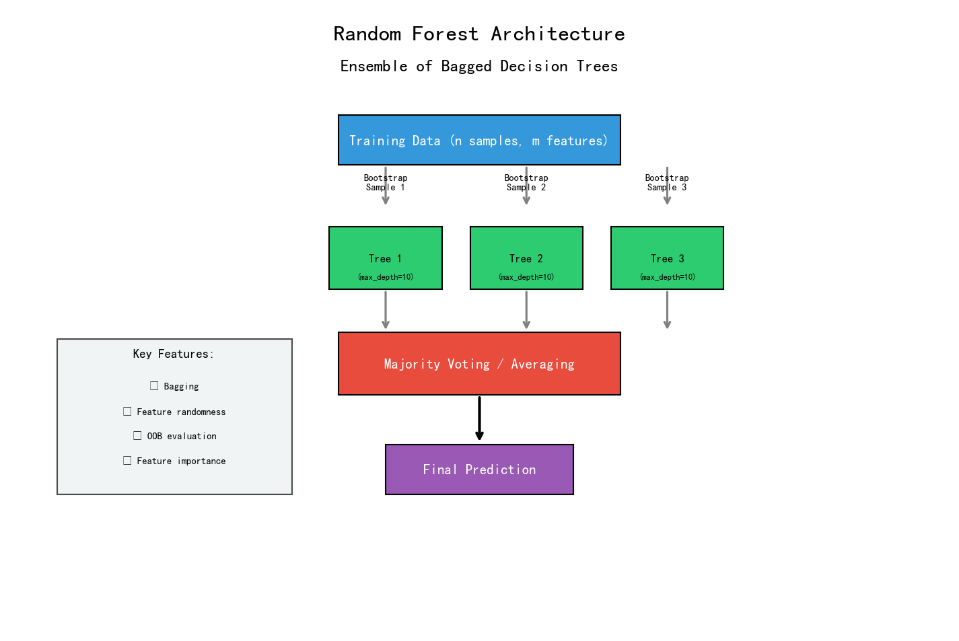 Random Forest Architecture
Ensemble of Bagged Decision Trees
Training Data (n samples, m features)
Bootstrap
Sample 1
Bootstrap
Sample 2
Bootstrap
Sample 3
Tree 1
(max_depth=10)
Tree 2
(max_depth=10)
Tree 3
(max_depth=10)
Majority Voting / Averaging
Key Features:
□ Bagging
□ Feature randomness
□ OOB evaluation
□ Feature importance
Final Prediction